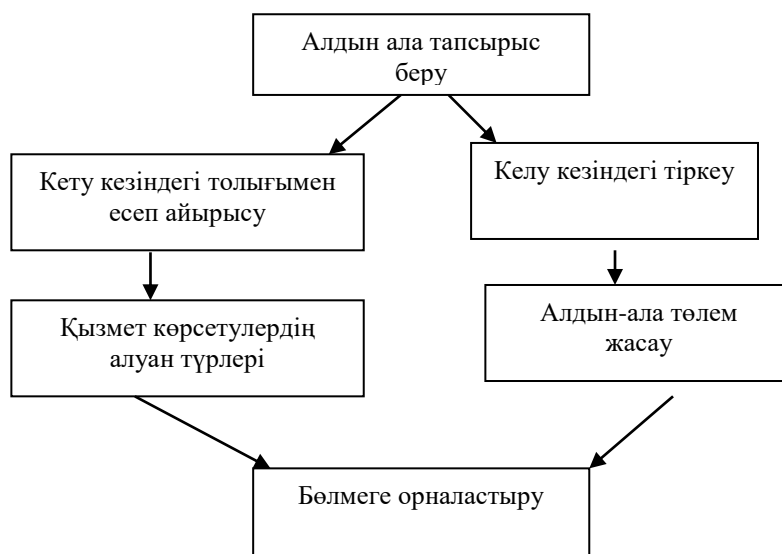 Алдын ала тапсырыс
беру
Кету кезіндегі толығымен
есеп айырысу
Келу кезіндегі тіркеу
Қызмет көрсетулердің
алуан түрлері
Алдын-ала төлем
жасау
Бөлмеге орналастыру